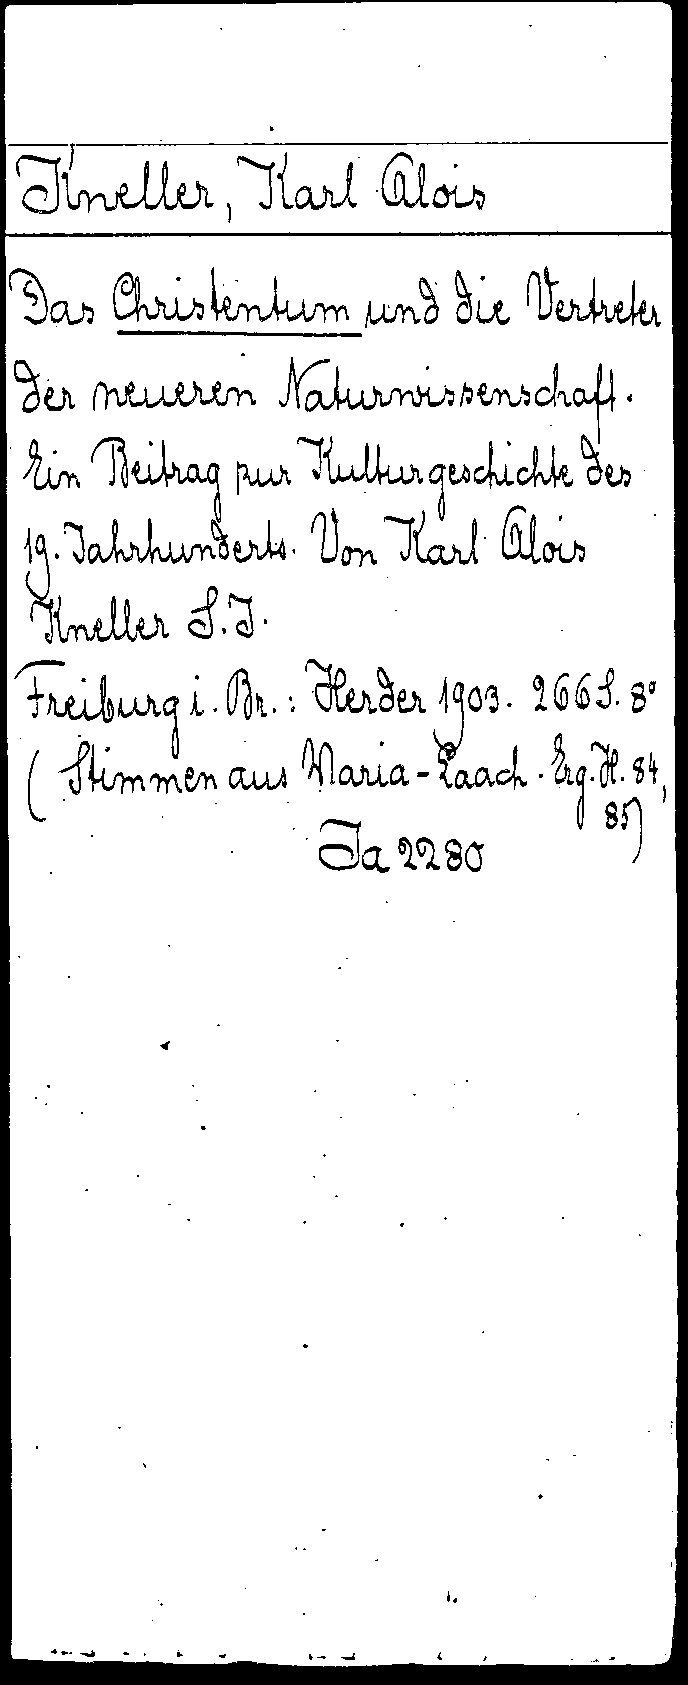 Kneller, Karl Alois
Das Christentum und die Vertreter
der neueren Naturwissenschaft.
Ein Beitrag zur Kulturgeschichte des
19. Jahrhunderts. Von Karl Alois
Kneller S. J.
Freiburg i. Br.: Herder 1903. 266 S. 8°
(Stimmen aus Maria-Laach. Erg. H. 84,
85)
Ja 2280